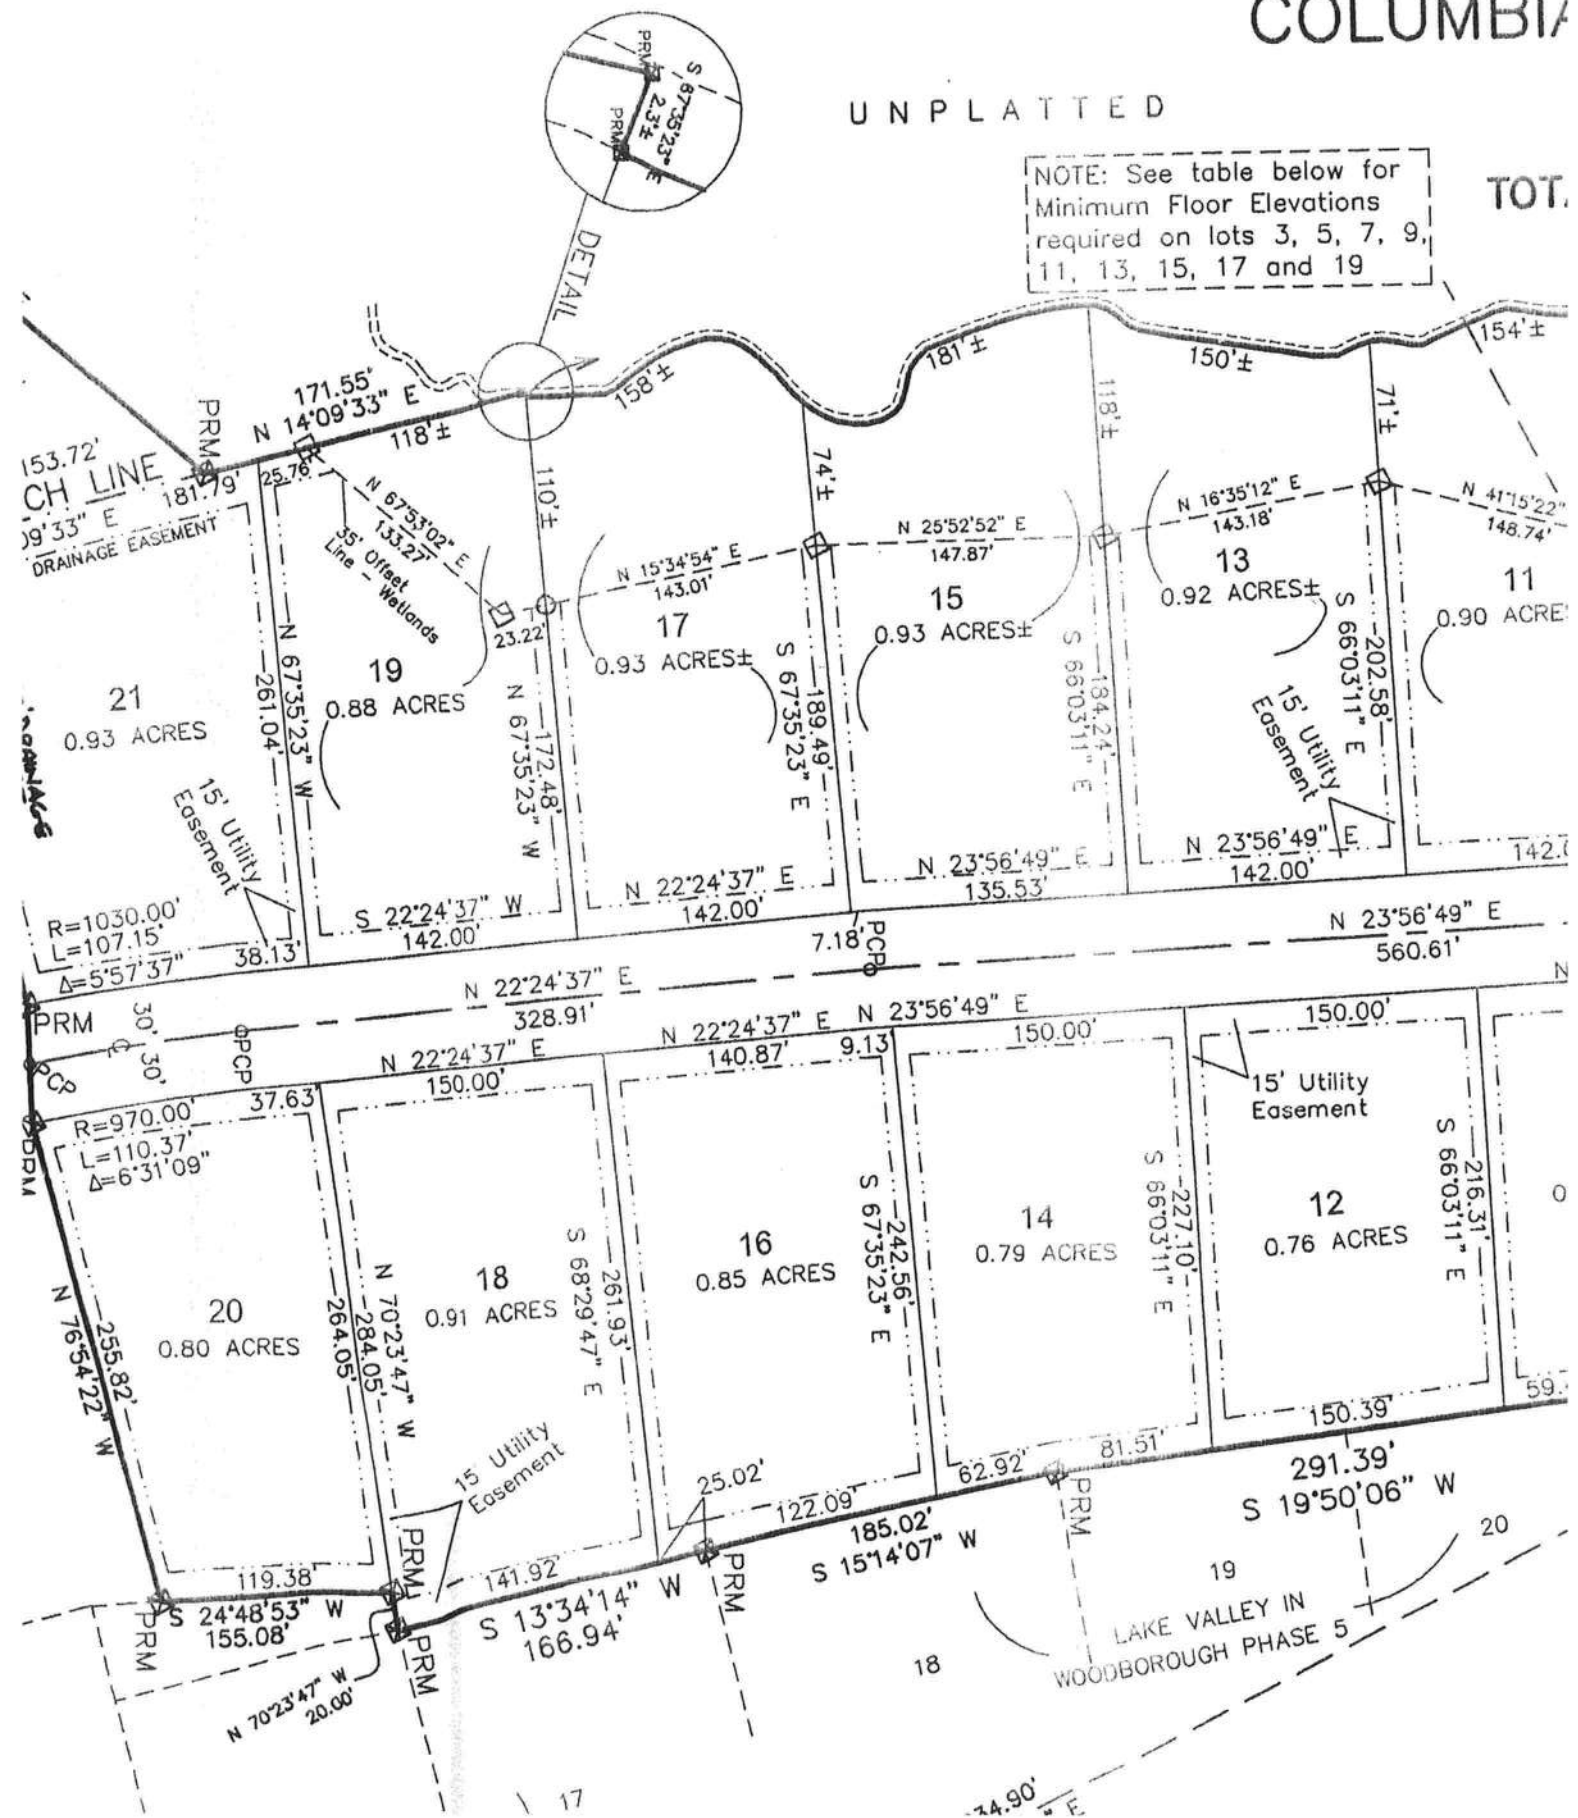 COLUMBIA
UNPLATTED
PRM
PRM
S 67°35'23" E
2.3'±
DETAIL
NOTE: See table below for
Minimum Floor Elevations
required on lots 3, 5, 7, 9,
11, 13, 15, 17 and 19
TOT
171.55'
N 14°09'33" E
118'±
158'±
181'±
150'±
154'±
PRM
153.72'
CH LINE
181.79'
09'33" E
DRAINAGE EASEMENT
25.76'
N 67°53'02" E
133.27'
35' Offset
Line - Wetlands
110'±
74'±
118'±
71'±
23.22'
N 15°34'54" E
143.01'
N 25°52'52" E
147.87'
N 16°35'12" E
143.18'
N 41°15'22"
148.74'
21
0.93 ACRES
19
0.88 ACRES
17
0.93 ACRES±
15
0.93 ACRES±
13
0.92 ACRES±
11
0.90 ACRE
N 67°35'23" W
261.04'
N 67°35'23" W
172.48'
S 67°35'23" E
189.49'
S 66°03'11" E
184.24'
S 66°03'11" E
202.58'
DRAINAGE
15' Utility
Easement
15' Utility
Easement
R=1030.00'
L=107.15'
Δ=5°57'37"
38.13'
S 22°24'37" W
142.00'
N 22°24'37" E
142.00'
N 23°56'49" E
135.53'
N 23°56'49" E
142.00'
142.0
7.18'
PCP
N 23°56'49" E
560.61'
PRM
30'
30'
PCP
PCP
N 22°24'37" E
328.91'
N 22°24'37" E
150.00'
N 22°24'37" E
140.87'
N 23°56'49" E
9.13'
150.00'
150.00'
N
PRM
R=970.00'
L=110.37'
Δ=6°31'09"
37.63'
15' Utility
Easement
20
0.80 ACRES
18
0.91 ACRES
16
0.85 ACRES
14
0.79 ACRES
12
0.76 ACRES
0
N 76°54'22" W
255.82'
264.05'
284.05'
N 70°23'47" W
S 68°29'47" E
261.93'
S 67°35'23" E
242.56'
S 66°03'11" E
227.10'
S 66°03'11" E
216.31'
15' Utility
Easement
119.38'
141.92'
25.02'
122.09'
62.92'
81.51'
150.39'
59.
PRM
PRM
PRM
PRM
PRM
S 24°48'53" W
155.08'
N 70°23'47" W
20.00'
S 13°34'14" W
166.94'
185.02'
S 15°14'07" W
291.39'
S 19°50'06" W
17
18
19
20
LAKE VALLEY IN
WOODBOROUGH PHASE 5
34.90'
" E